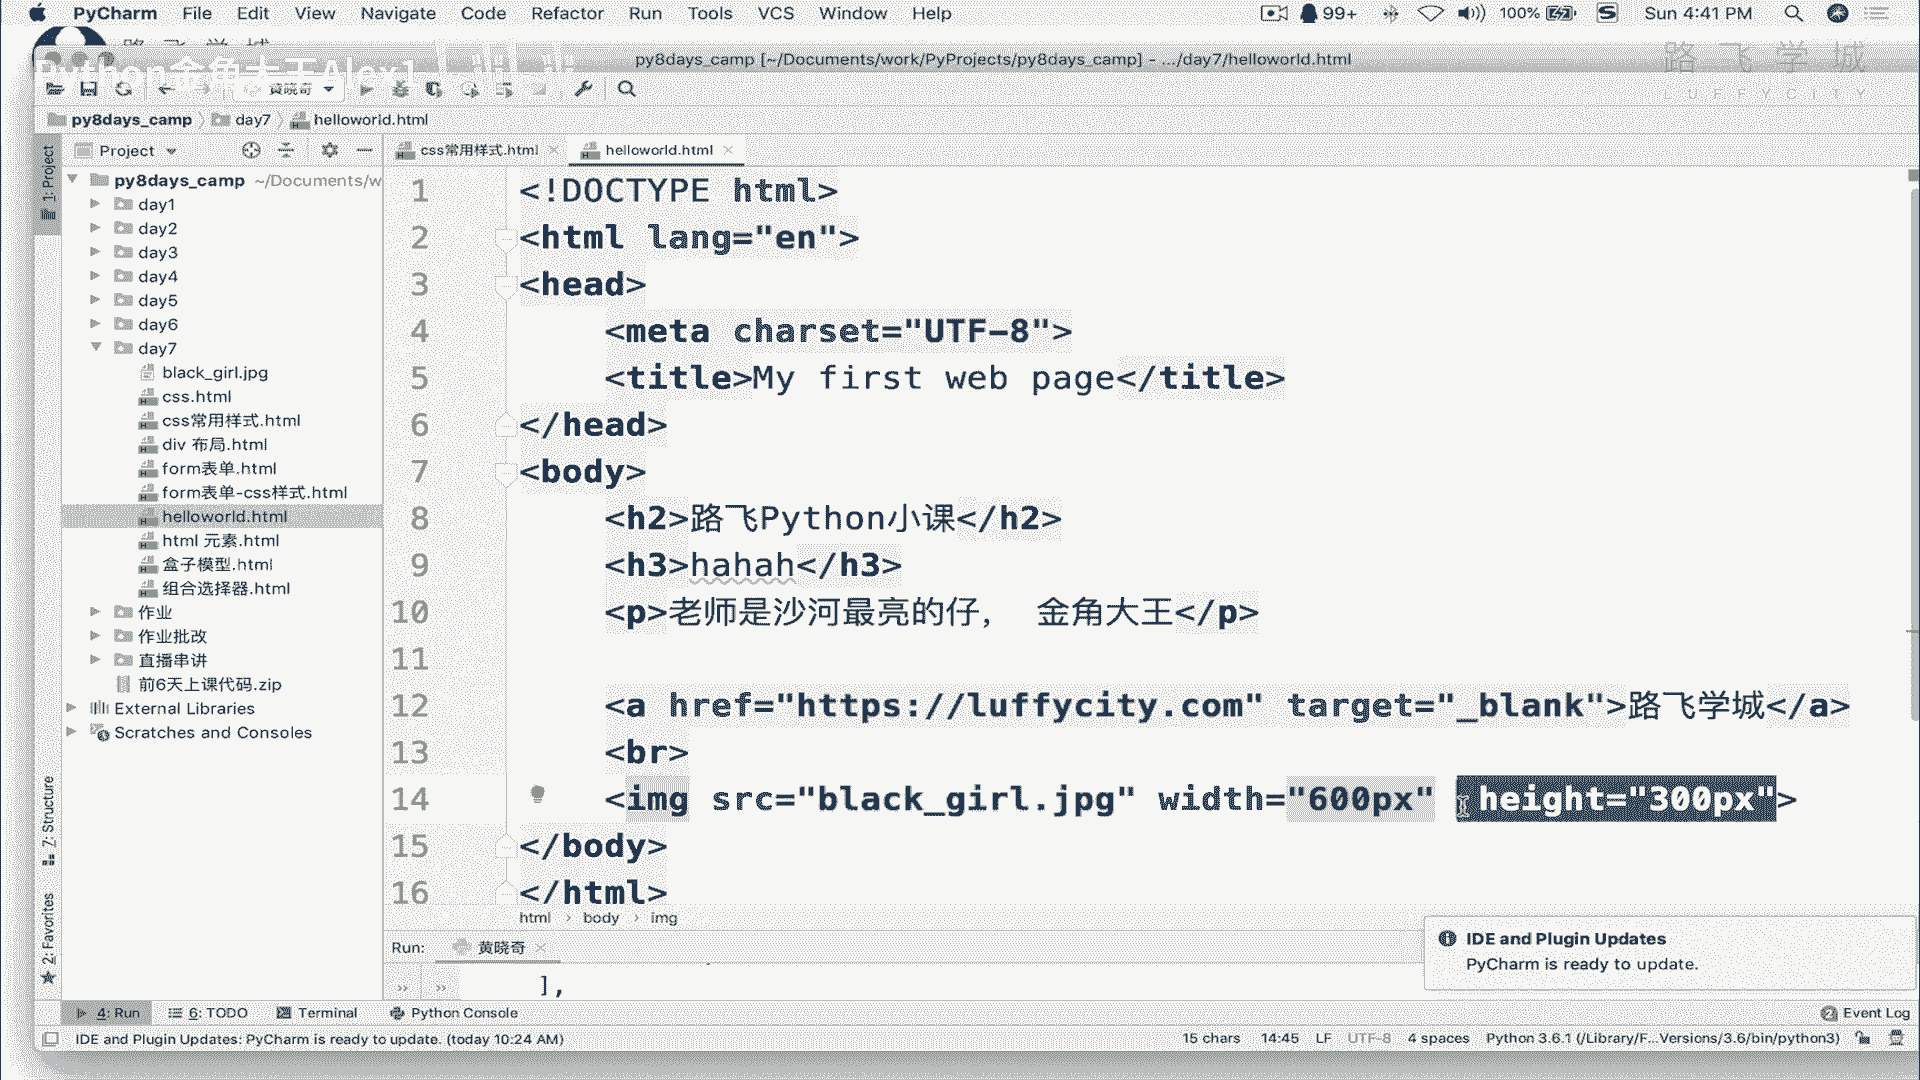 PyCharm File Edit View Navigate Code Refactor Run Tools VCS Window Help 99+ 100% Sun 4:41 PM
路飞学城
py8days_camp [~/Documents/work/PyProjects/py8days_camp] - .../day7/helloworld.html
路飞学城
LUFFYCITY
Python金角大王Alex1
黄晓奇
py8days_camp day7 helloworld.html
Project
css常用样式.html helloworld.html
1: Project
py8days_camp ~/Documents/w
day1
day2
day3
day4
day5
day6
day7
black_girl.jpg
css.html
css常用样式.html
div 布局.html
form表单.html
form表单-css样式.html
helloworld.html
html 元素.html
盒子模型.html
组合选择器.html
作业
作业批改
直播串讲
前6天上课代码.zip
External Libraries
Scratches and Consoles
7: Structure
2: Favorites
1 <!DOCTYPE html>
2 <html lang="en">
3 <head>
4 <meta charset="UTF-8">
5 <title>My first web page</title>
6 </head>
7 <body>
8 <h2>路飞Python小课</h2>
9 <h3>hahah</h3>
10 <p>老师是沙河最亮的仔, 金角大王</p>
11
12 <a href="https://luffycity.com" target="_blank">路飞学城</a>
13 <br>
14 <img src="black_girl.jpg" width="600px" height="300px">
15 </body>
16 </html>
html › body › img
Run: 黄晓奇
],
IDE and Plugin Updates
PyCharm is ready to update.
4: Run 6: TODO Terminal Python Console 2 Event Log
IDE and Plugin Updates: PyCharm is ready to update. (today 10:24 AM) 15 chars 14:45 LF UTF-8 4 spaces Python 3.6.1 (/Library/F...Versions/3.6/bin/python3)